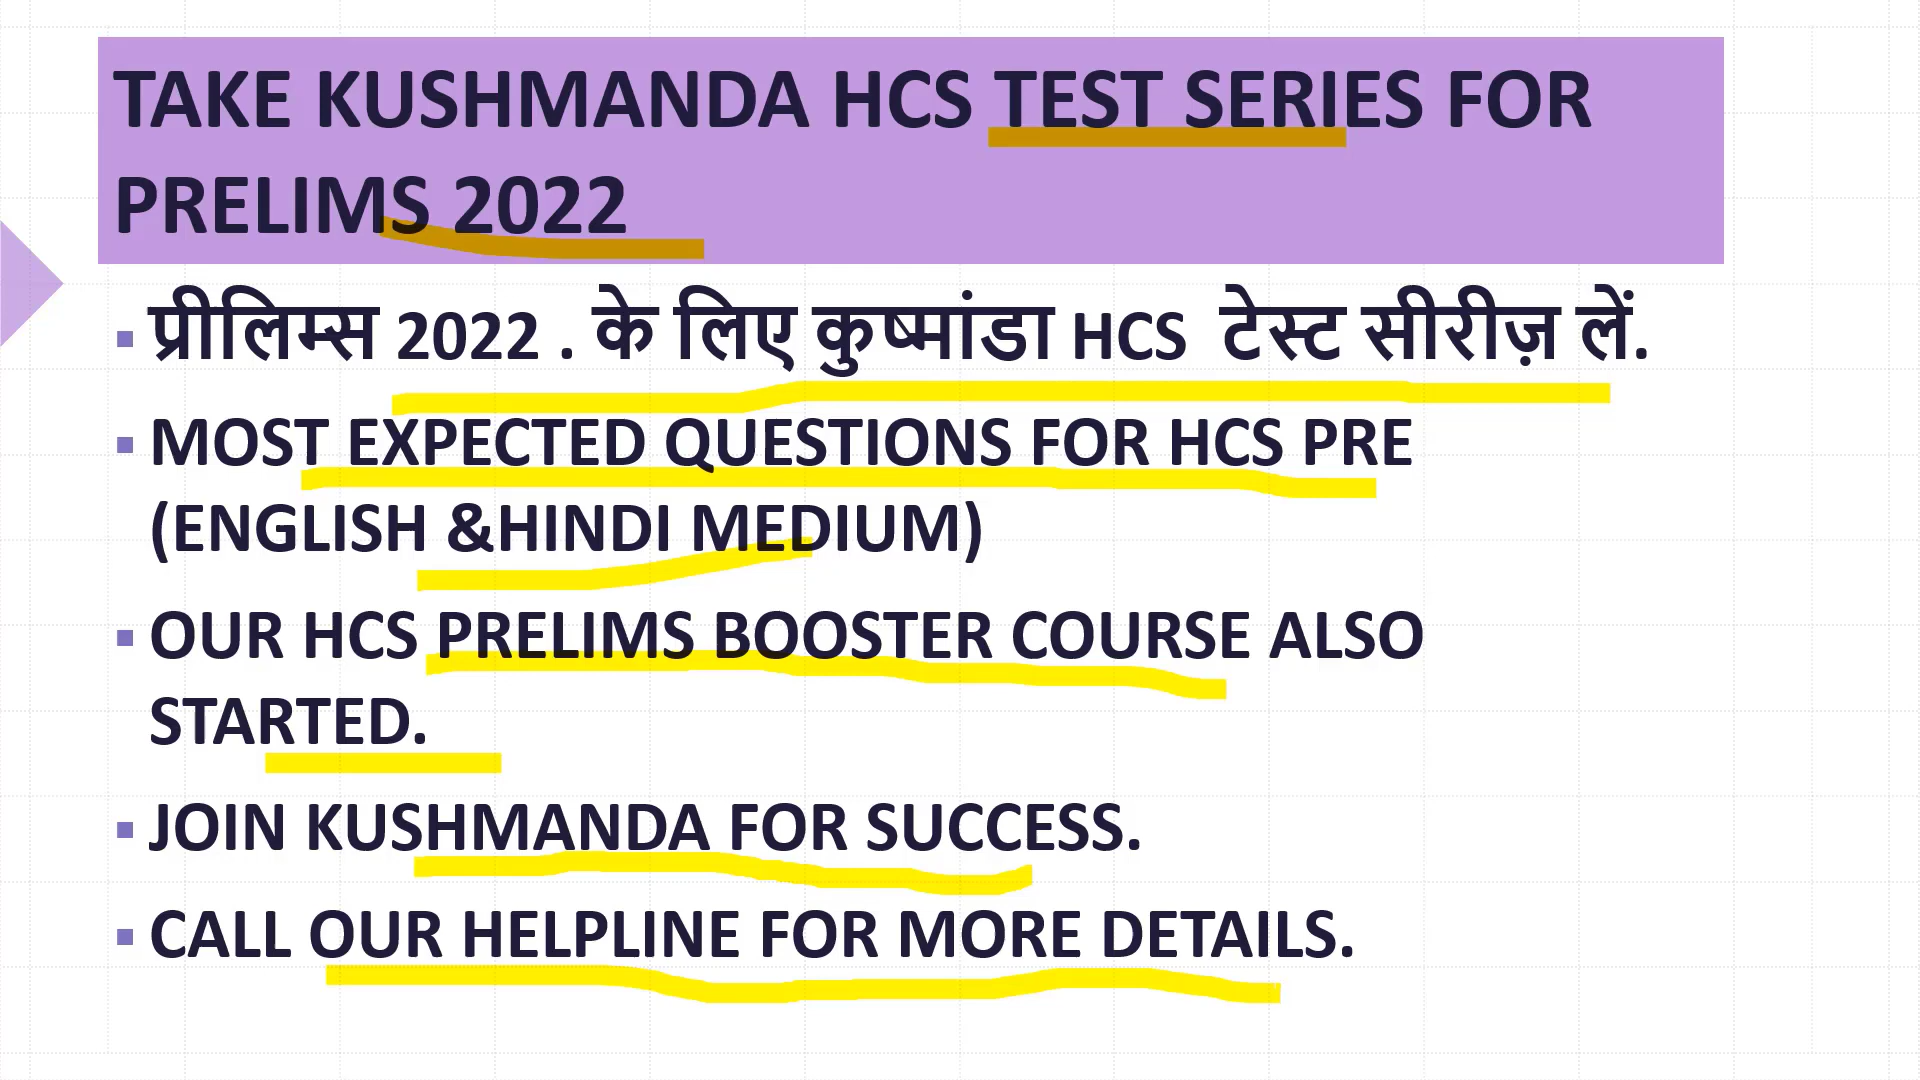 TAKE KUSHMANDA HCS TEST SERIES FOR
PRELIMS 2022
▪ प्रीलिम्स 2022 . के लिए कुष्मांडा HCS टेस्ट सीरीज़ लें.
▪ MOST EXPECTED QUESTIONS FOR HCS PRE
(ENGLISH &HINDI MEDIUM)
▪ OUR HCS PRELIMS BOOSTER COURSE ALSO
STARTED.
▪ JOIN KUSHMANDA FOR SUCCESS.
▪ CALL OUR HELPLINE FOR MORE DETAILS.